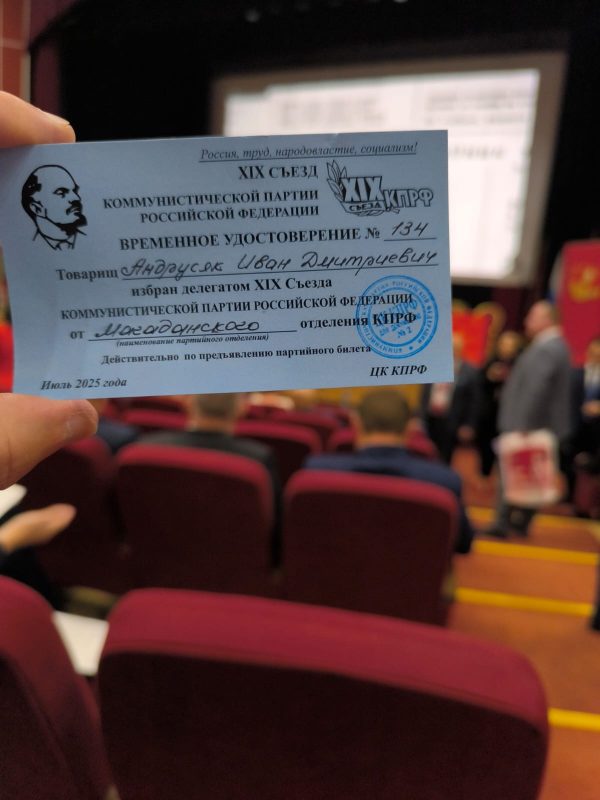 Россия, труд, народовластие, социализм!
XIX СЪЕЗД
КОММУНИСТИЧЕСКОЙ ПАРТИИ
РОССИЙСКОЙ ФЕДЕРАЦИИ
XIX
СЪЕЗД
КПРФ
ВРЕМЕННОЕ УДОСТОВЕРЕНИЕ № 134
Товарищ Андрусяк Иван Дмитриевич
избран делегатом XIX Съезда
КОММУНИСТИЧЕСКОЙ ПАРТИИ РОССИЙСКОЙ ФЕДЕРАЦИИ
от Магаданского отделения КПРФ
(наименование партийного отделения)
Действительно по предъявлению партийного билета
Июль 2025 года
ЦК КПРФ
№ 2